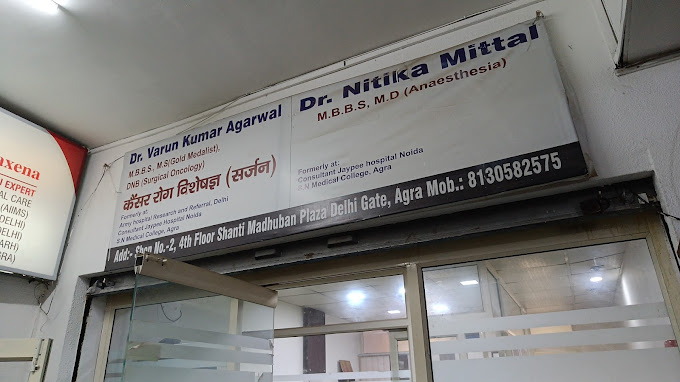 Dr. Varun Kumar Agarwal
M.B.B.S., M.S(Gold Medalist),
DNB (Surgical Oncology)
कॅसर रोग विशेषज्ञ (सर्जन)
Formerly at:
Army hospital Research and Referral, Delhi
Consultant Jaypee Hospital Noida
S.N Medical College, Agra
Dr. Nitika Mittal
M.B.B.S, M.D (Anaesthesia)
Formerly at:
Consultant Jaypee hospital Noida
S.N Medical College, Agra
Add:- Shop No.-2, 4th Floor Shanti Madhuban Plaza Delhi Gate, Agra Mob.: 8130582575
axena
EXPERT
CARE
(AIIMS)